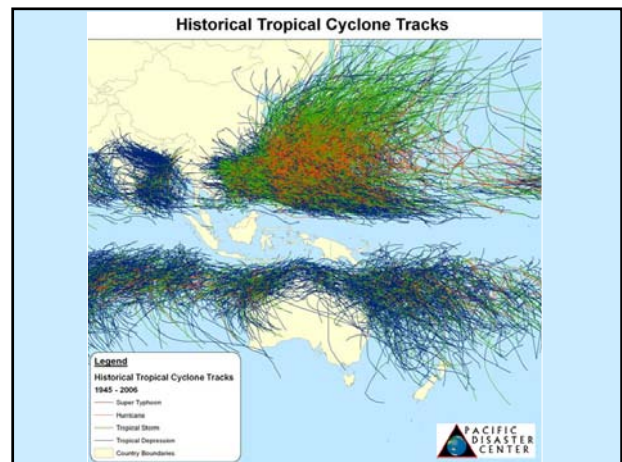 Historical Tropical Cyclone Tracks
Legend
Historical Tropical Cyclone Tracks
1945 - 2006
Super Typhoon
Hurricane
Tropical Storm
Tropical Depression
Country Boundaries
PACIFIC
DISASTER
CENTER